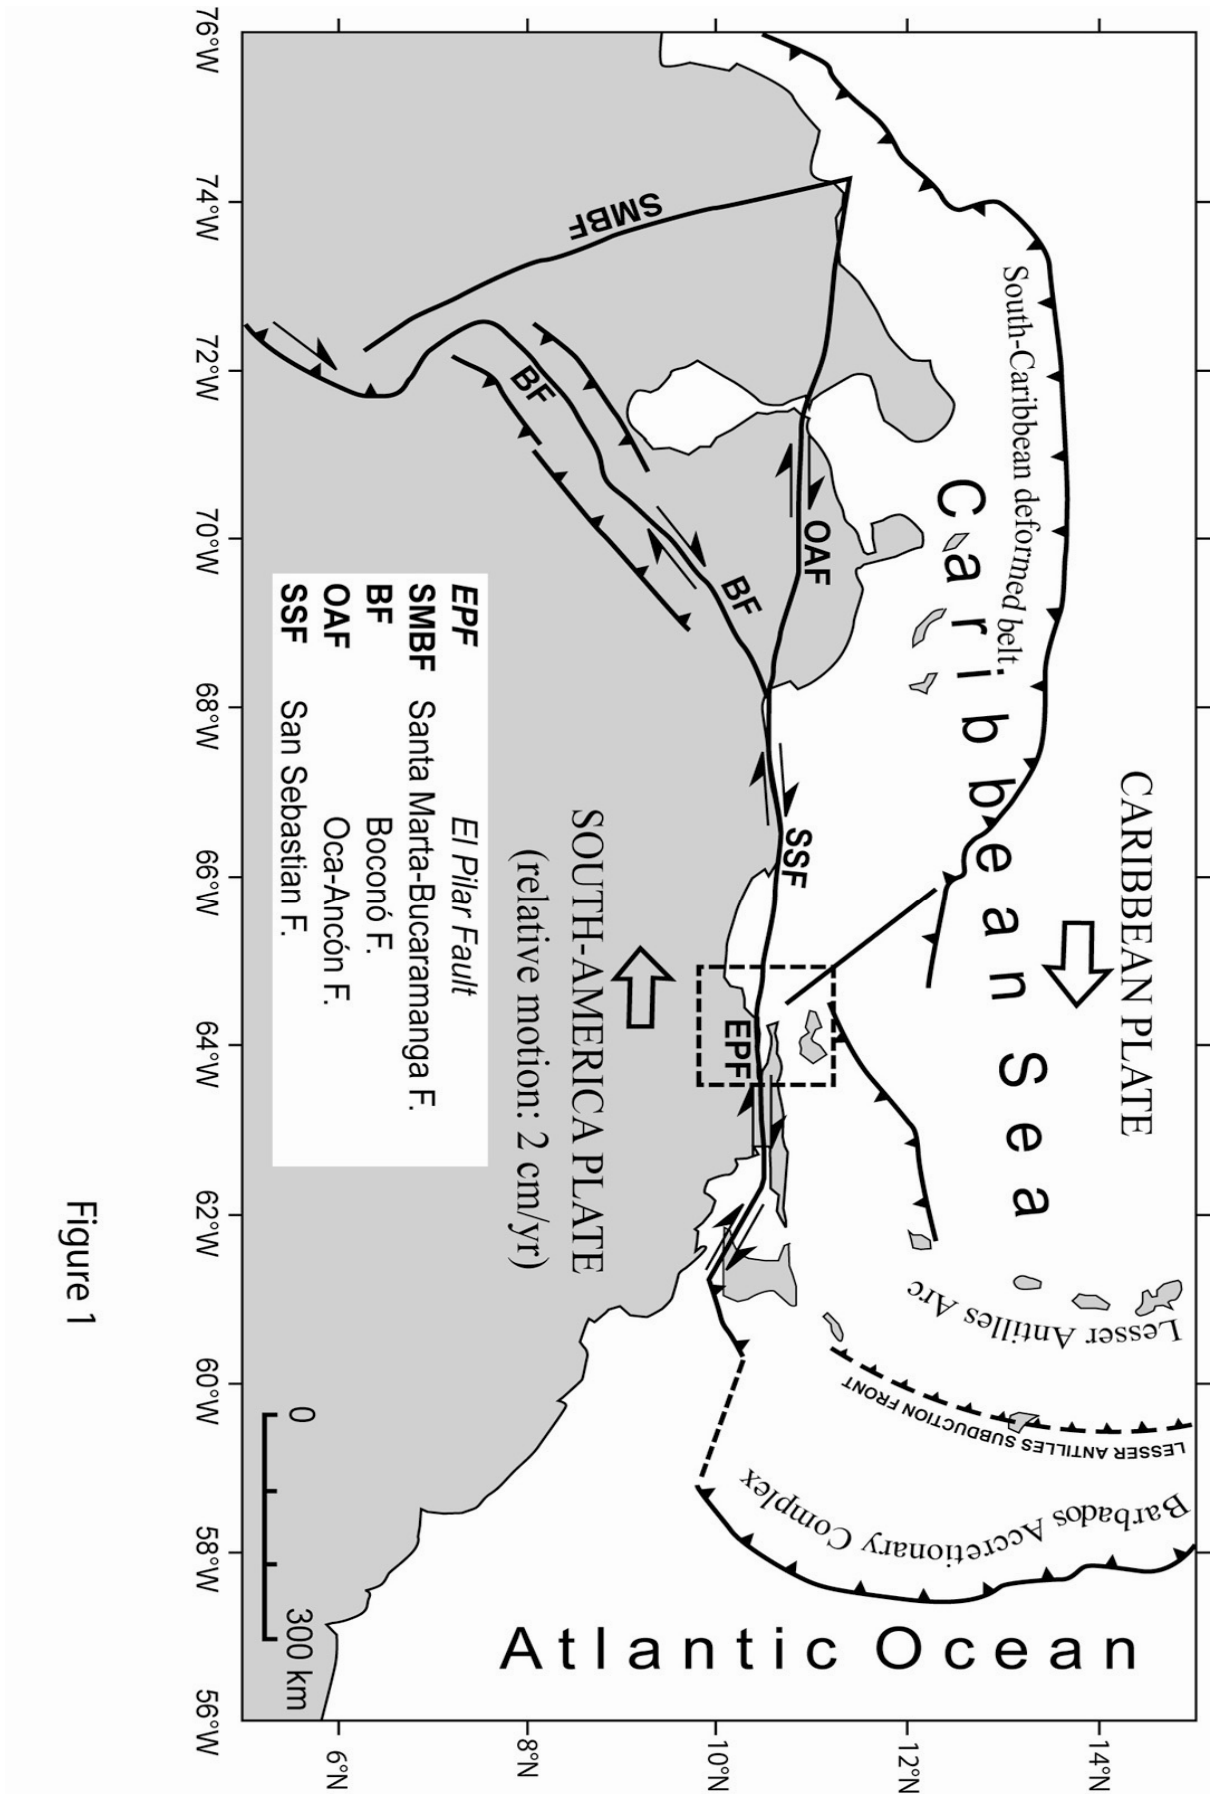 76°W
74°W
72°W
70°W
68°W
66°W
64°W
62°W
60°W
58°W
56°W
14°N
12°N
10°N
8°N
6°N
CARIBBEAN PLATE
Caribbean Sea
South-Caribbean deformed belt.
Lesser Antilles Arc
LESSER ANTILLES SUBDUCTION FRONT
Barbados Accretionary Complex
Atlantic Ocean
OAF
SSF
EPF
BF
BF
SMBF
SOUTH-AMERICA PLATE
(relative motion: 2 cm/yr)
EPF El Pilar Fault
SMBF Santa Marta-Bucaramanga F.
BF Boconó F.
OAF Oca-Ancón F.
SSF San Sebastian F.
0 300 km
Figure 1